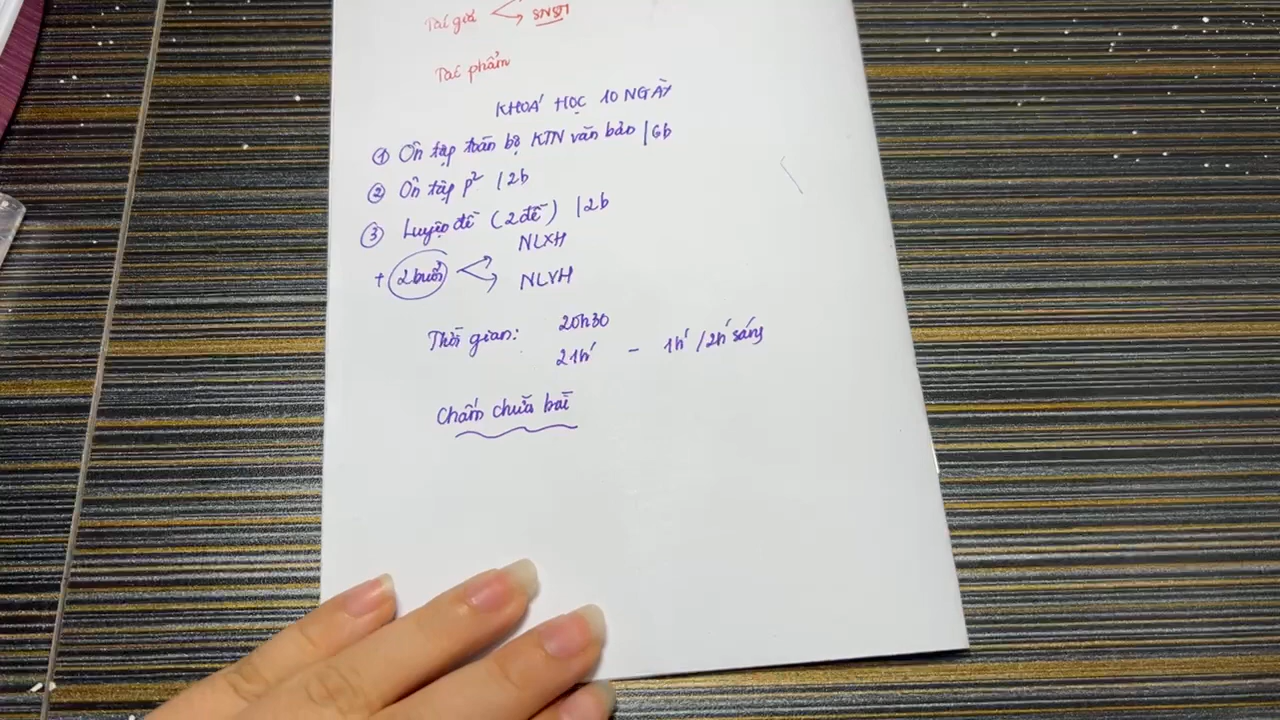 Tác giả
SNST
Tác phẩm
KHOÁ HỌC 10 NGÀY
① Ôn tập toàn bộ KTN văn bản | 6b
② Ôn tập P² | 2b
③ Luyện đề (2 đề) | 2b
NLXH
+ 2 buổi
NLVH
Thời gian: 20h30
21h - 1h / 2h sáng
Chấm chữa bài